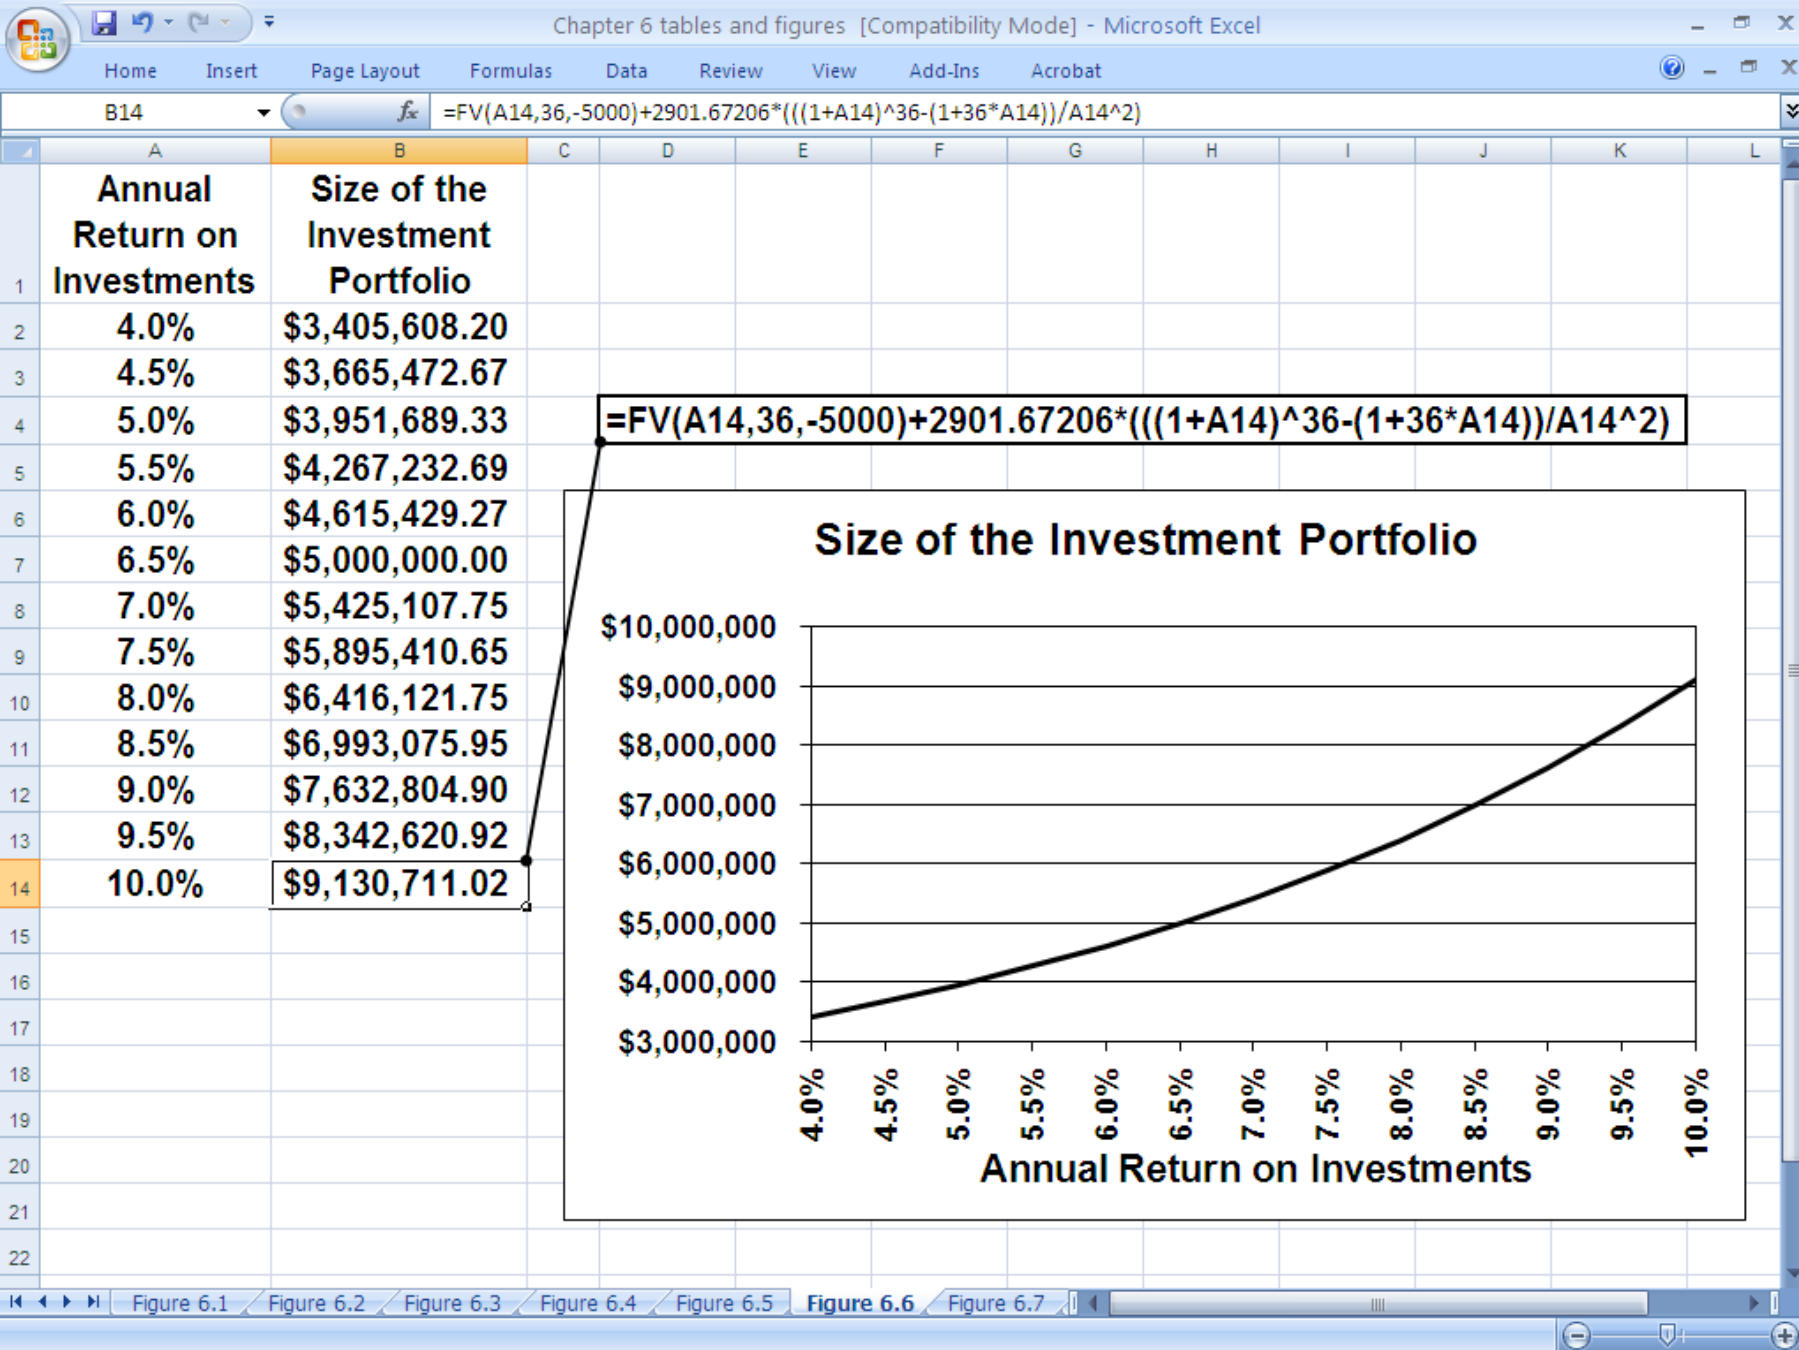 Chapter 6 tables and figures [Compatibility Mode] - Microsoft Excel
Home Insert Page Layout Formulas Data Review View Add-Ins Acrobat
B14 fx =FV(A14,36,-5000)+2901.67206*(((1+A14)^36-(1+36*A14))/A14^2)
A B C D E F G H I J K L
Annual Size of the
Return on Investment
1 Investments Portfolio
2 4.0% $3,405,608.20
3 4.5% $3,665,472.67
4 5.0% $3,951,689.33 =FV(A14,36,-5000)+2901.67206*(((1+A14)^36-(1+36*A14))/A14^2)
5 5.5% $4,267,232.69
6 6.0% $4,615,429.27
7 6.5% $5,000,000.00
8 7.0% $5,425,107.75
9 7.5% $5,895,410.65
10 8.0% $6,416,121.75
11 8.5% $6,993,075.95
12 9.0% $7,632,804.90
13 9.5% $8,342,620.92
14 10.0% $9,130,711.02
15
16
17
18
19
20
21
22
Size of the Investment Portfolio
$10,000,000
$9,000,000
$8,000,000
$7,000,000
$6,000,000
$5,000,000
$4,000,000
$3,000,000
4.0% 4.5% 5.0% 5.5% 6.0% 6.5% 7.0% 7.5% 8.0% 8.5% 9.0% 9.5% 10.0%
Annual Return on Investments
Figure 6.1 Figure 6.2 Figure 6.3 Figure 6.4 Figure 6.5 Figure 6.6 Figure 6.7